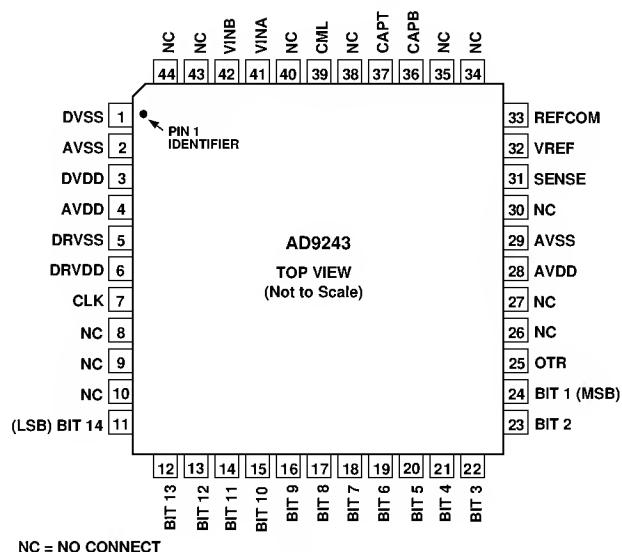 NC NC VINB VINA NC CML NC CAPT CAPB NC NC
44 43 42 41 40 39 38 37 36 35 34
DVSS 1
AVSS 2
DVDD 3
AVDD 4
DRVSS 5
DRVDD 6
CLK 7
NC 8
NC 9
NC 10
(LSB) BIT 14 11
PIN 1
IDENTIFIER
AD9243
TOP VIEW
(Not to Scale)
33 REFCOM
32 VREF
31 SENSE
30 NC
29 AVSS
28 AVDD
27 NC
26 NC
25 OTR
24 BIT 1 (MSB)
23 BIT 2
12 13 14 15 16 17 18 19 20 21 22
BIT 13 BIT 12 BIT 11 BIT 10 BIT 9 BIT 8 BIT 7 BIT 6 BIT 5 BIT 4 BIT 3
NC = NO CONNECT